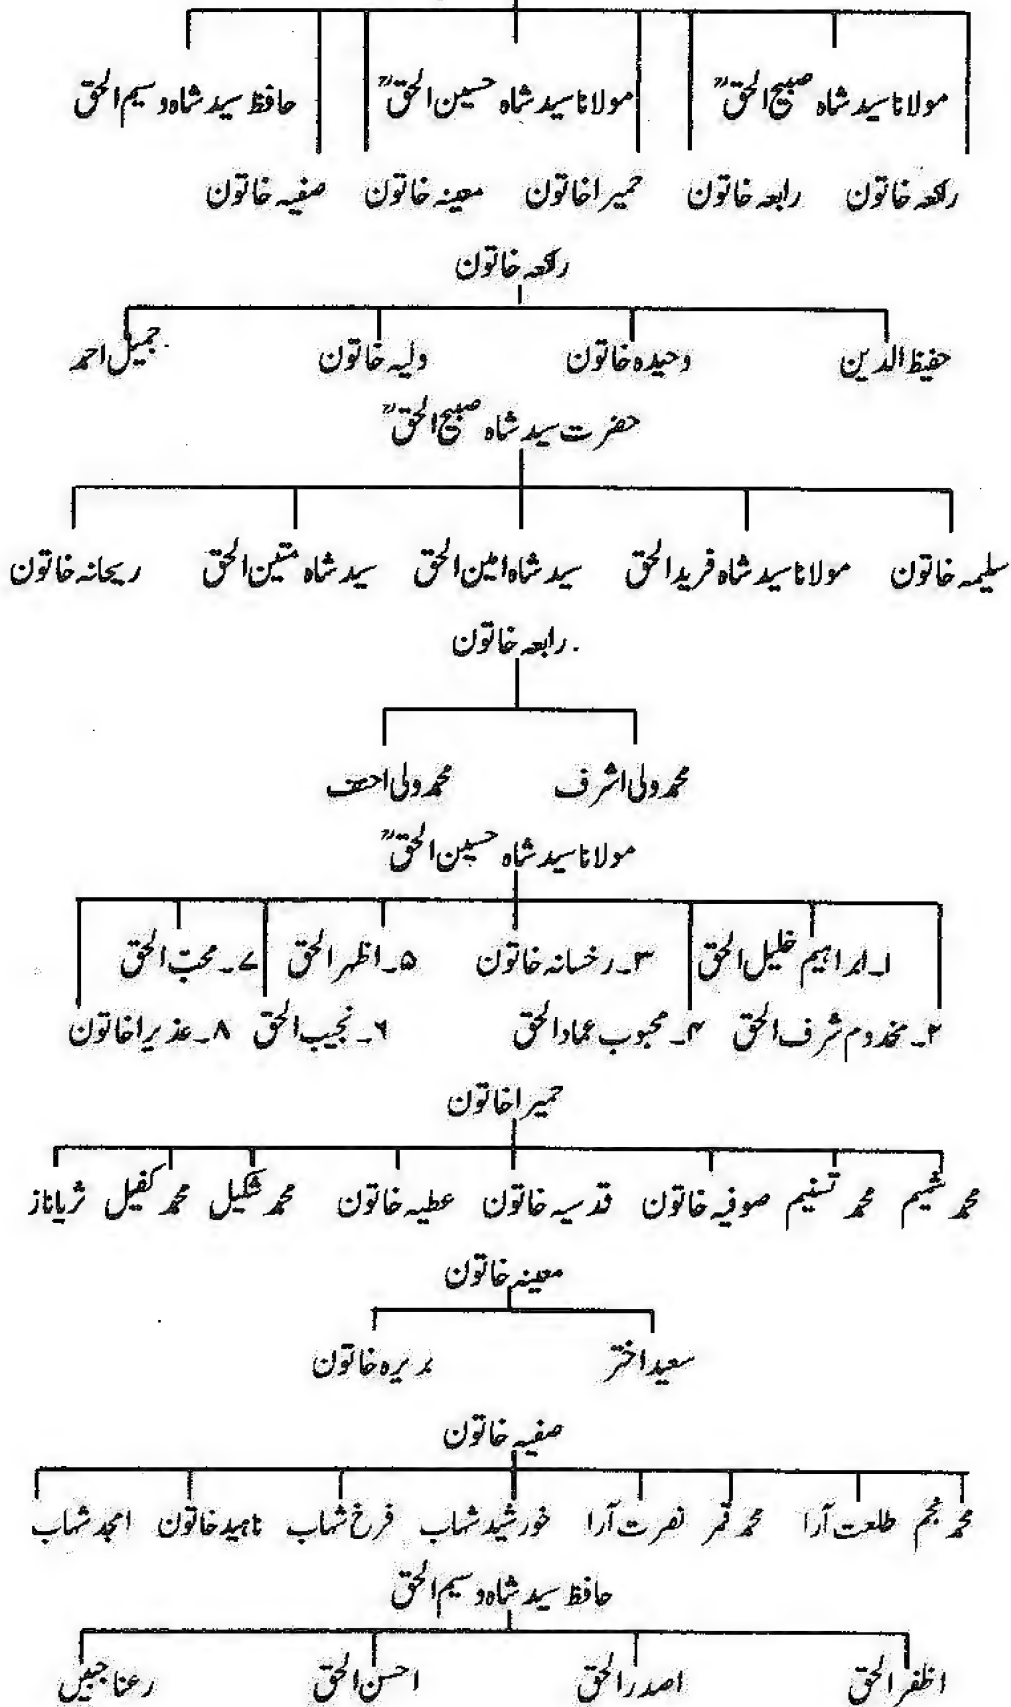 مولانا سید شاہ صبیح الحقؒ مولانا سید شاہ حسین الحقؒ حافظ سید شاہ وسیم الحق
رکعہ خاتون رابعہ خاتون حمیرا خاتون معینہ خاتون صفیہ خاتون
رکعہ خاتون
حفیظ الدین وحیدہ خاتون ولیہ خاتون جمیل احمد
حضرت سید شاہ صبیح الحقؒ
سلیمہ خاتون مولانا سید شاہ فرید الحق سید شاہ امین الحق سید شاہ متین الحق ریحانہ خاتون
رابعہ خاتون
محمد ولی اشرف محمد ولی
مولانا سید شاہ حسین الحقؒ
۱۔ ابراہیم خلیل الحق ۳۔ رخسانہ خاتون ۵۔ اظہر الحق ۷۔ محبّ الحق
۲۔ مخدوم شرف الحق ۴۔ محبوب عماد الحق ۶۔ نجیب الحق ۸۔ عذیرا خاتون
حمیرا خاتون
محمد شمیم محمد تسنیم صوفیہ خاتون قدسیہ خاتون عطیہ خاتون محمد شکیل محمد کفیل ثریا ناز
معینہ خاتون
سعید اختر بریرہ خاتون
صفیہ خاتون
محمد نجم طلعت آرا محمد قمر نصرت آرا خورشید شہاب فرخ شہاب ناہید خاتون امجد شہاب
حافظ سید شاہ وسیم الحق
اظفر الحق اصدر الحق احسن الحق رعنا جبیں